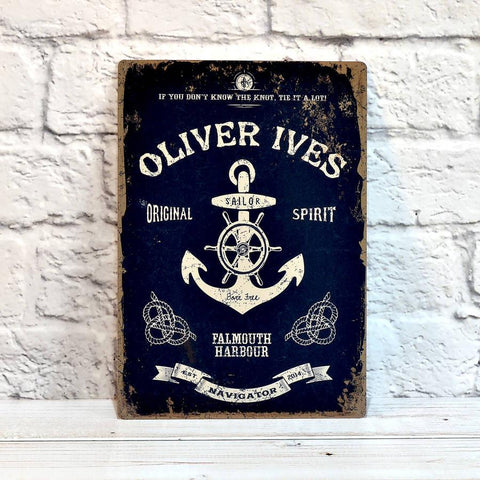 IF YOU DON'T KNOW THE KNOT, TIE IT A LOT!
OLIVER IVES
SAILOR
ORIGINAL SPIRIT
Born Free
FALMOUTH
HARBOUR
EST. 2014
NAVIGATOR